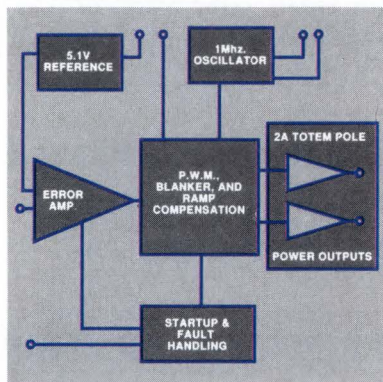 5.1V
REFERENCE
1Mhz.
OSCILLATOR
2A TOTEM POLE
P.W.M.,
BLANKER, AND
RAMP
COMPENSATION
ERROR
AMP
POWER OUTPUTS
STARTUP &
FAULT
HANDLING